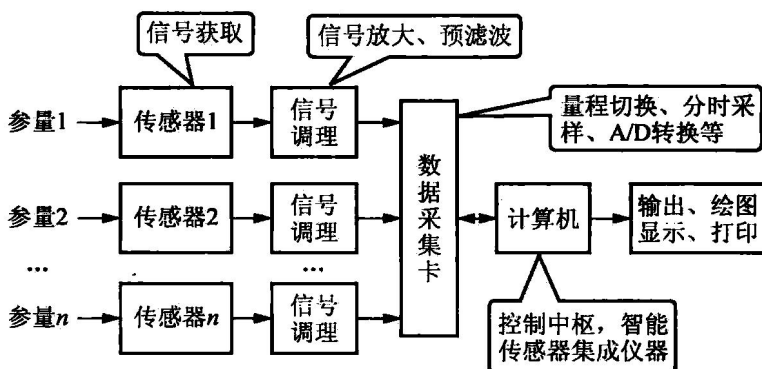 信号获取
信号放大、预滤波
参量1
传感器1
信号
调理
量程切换、分时采
样、A/D转换等
数
据
采
集
卡
参量2
传感器2
信号
调理
计算机
输出、绘图
显示、打印
...
...
...
参量n
传感器n
信号
调理
控制中枢，智能
传感器集成仪器